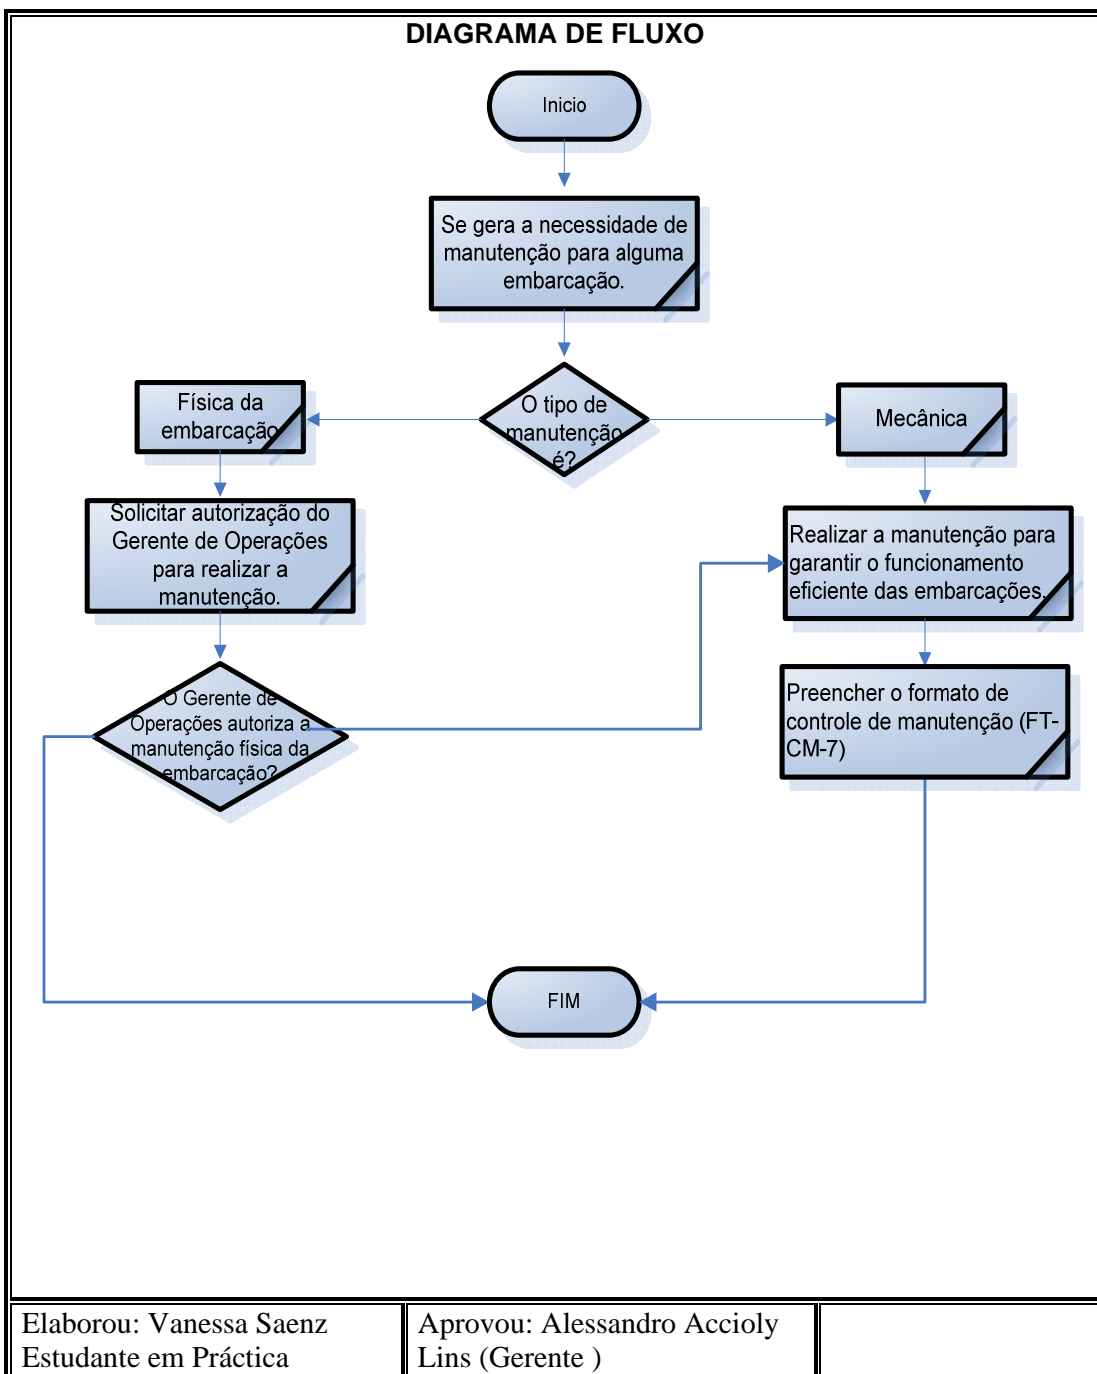 DIAGRAMA DE FLUXO
Inicio
Se gera a necessidade de
manutenção para alguma
embarcação.
O tipo de
manutenção
é?
Física da
embarcação
Mecânica
Solicitar autorização do
Gerente de Operações
para realizar a
manutenção.
Realizar a manutenção para
garantir o funcionamento
eficiente das embarcações.
O Gerente de
Operações autoriza a
manutenção física da
embarcação?
Preencher o formato de
controle de manutenção (FT-
CM-7)
FIM
Elaborou: Vanessa Saenz
Estudante em Práctica
Aprovou: Alessandro Accioly
Lins (Gerente )